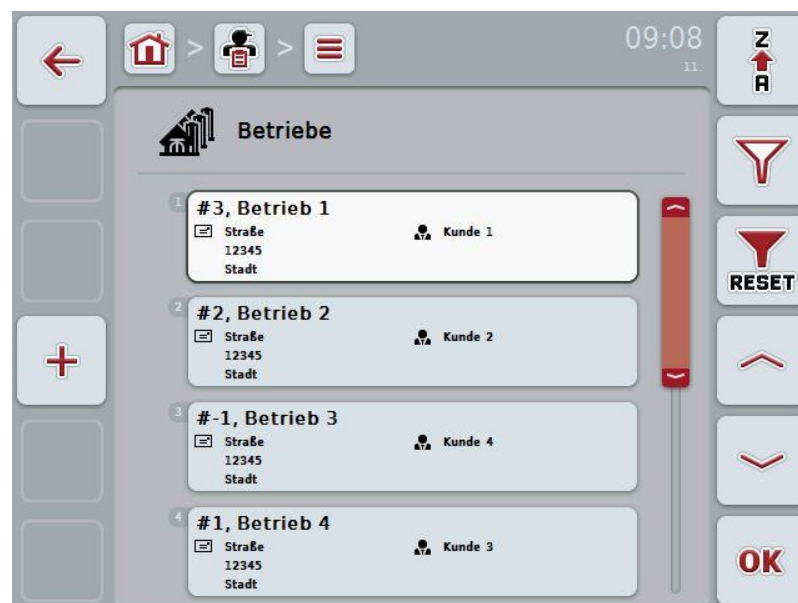 09:08
11.
Z
A
Betriebe
1
#3, Betrieb 1
Straße
12345
Stadt
Kunde 1
RESET
2
#2, Betrieb 2
Straße
12345
Stadt
Kunde 2
3
#-1, Betrieb 3
Straße
12345
Stadt
Kunde 4
4
#1, Betrieb 4
Straße
12345
Stadt
Kunde 3
OK